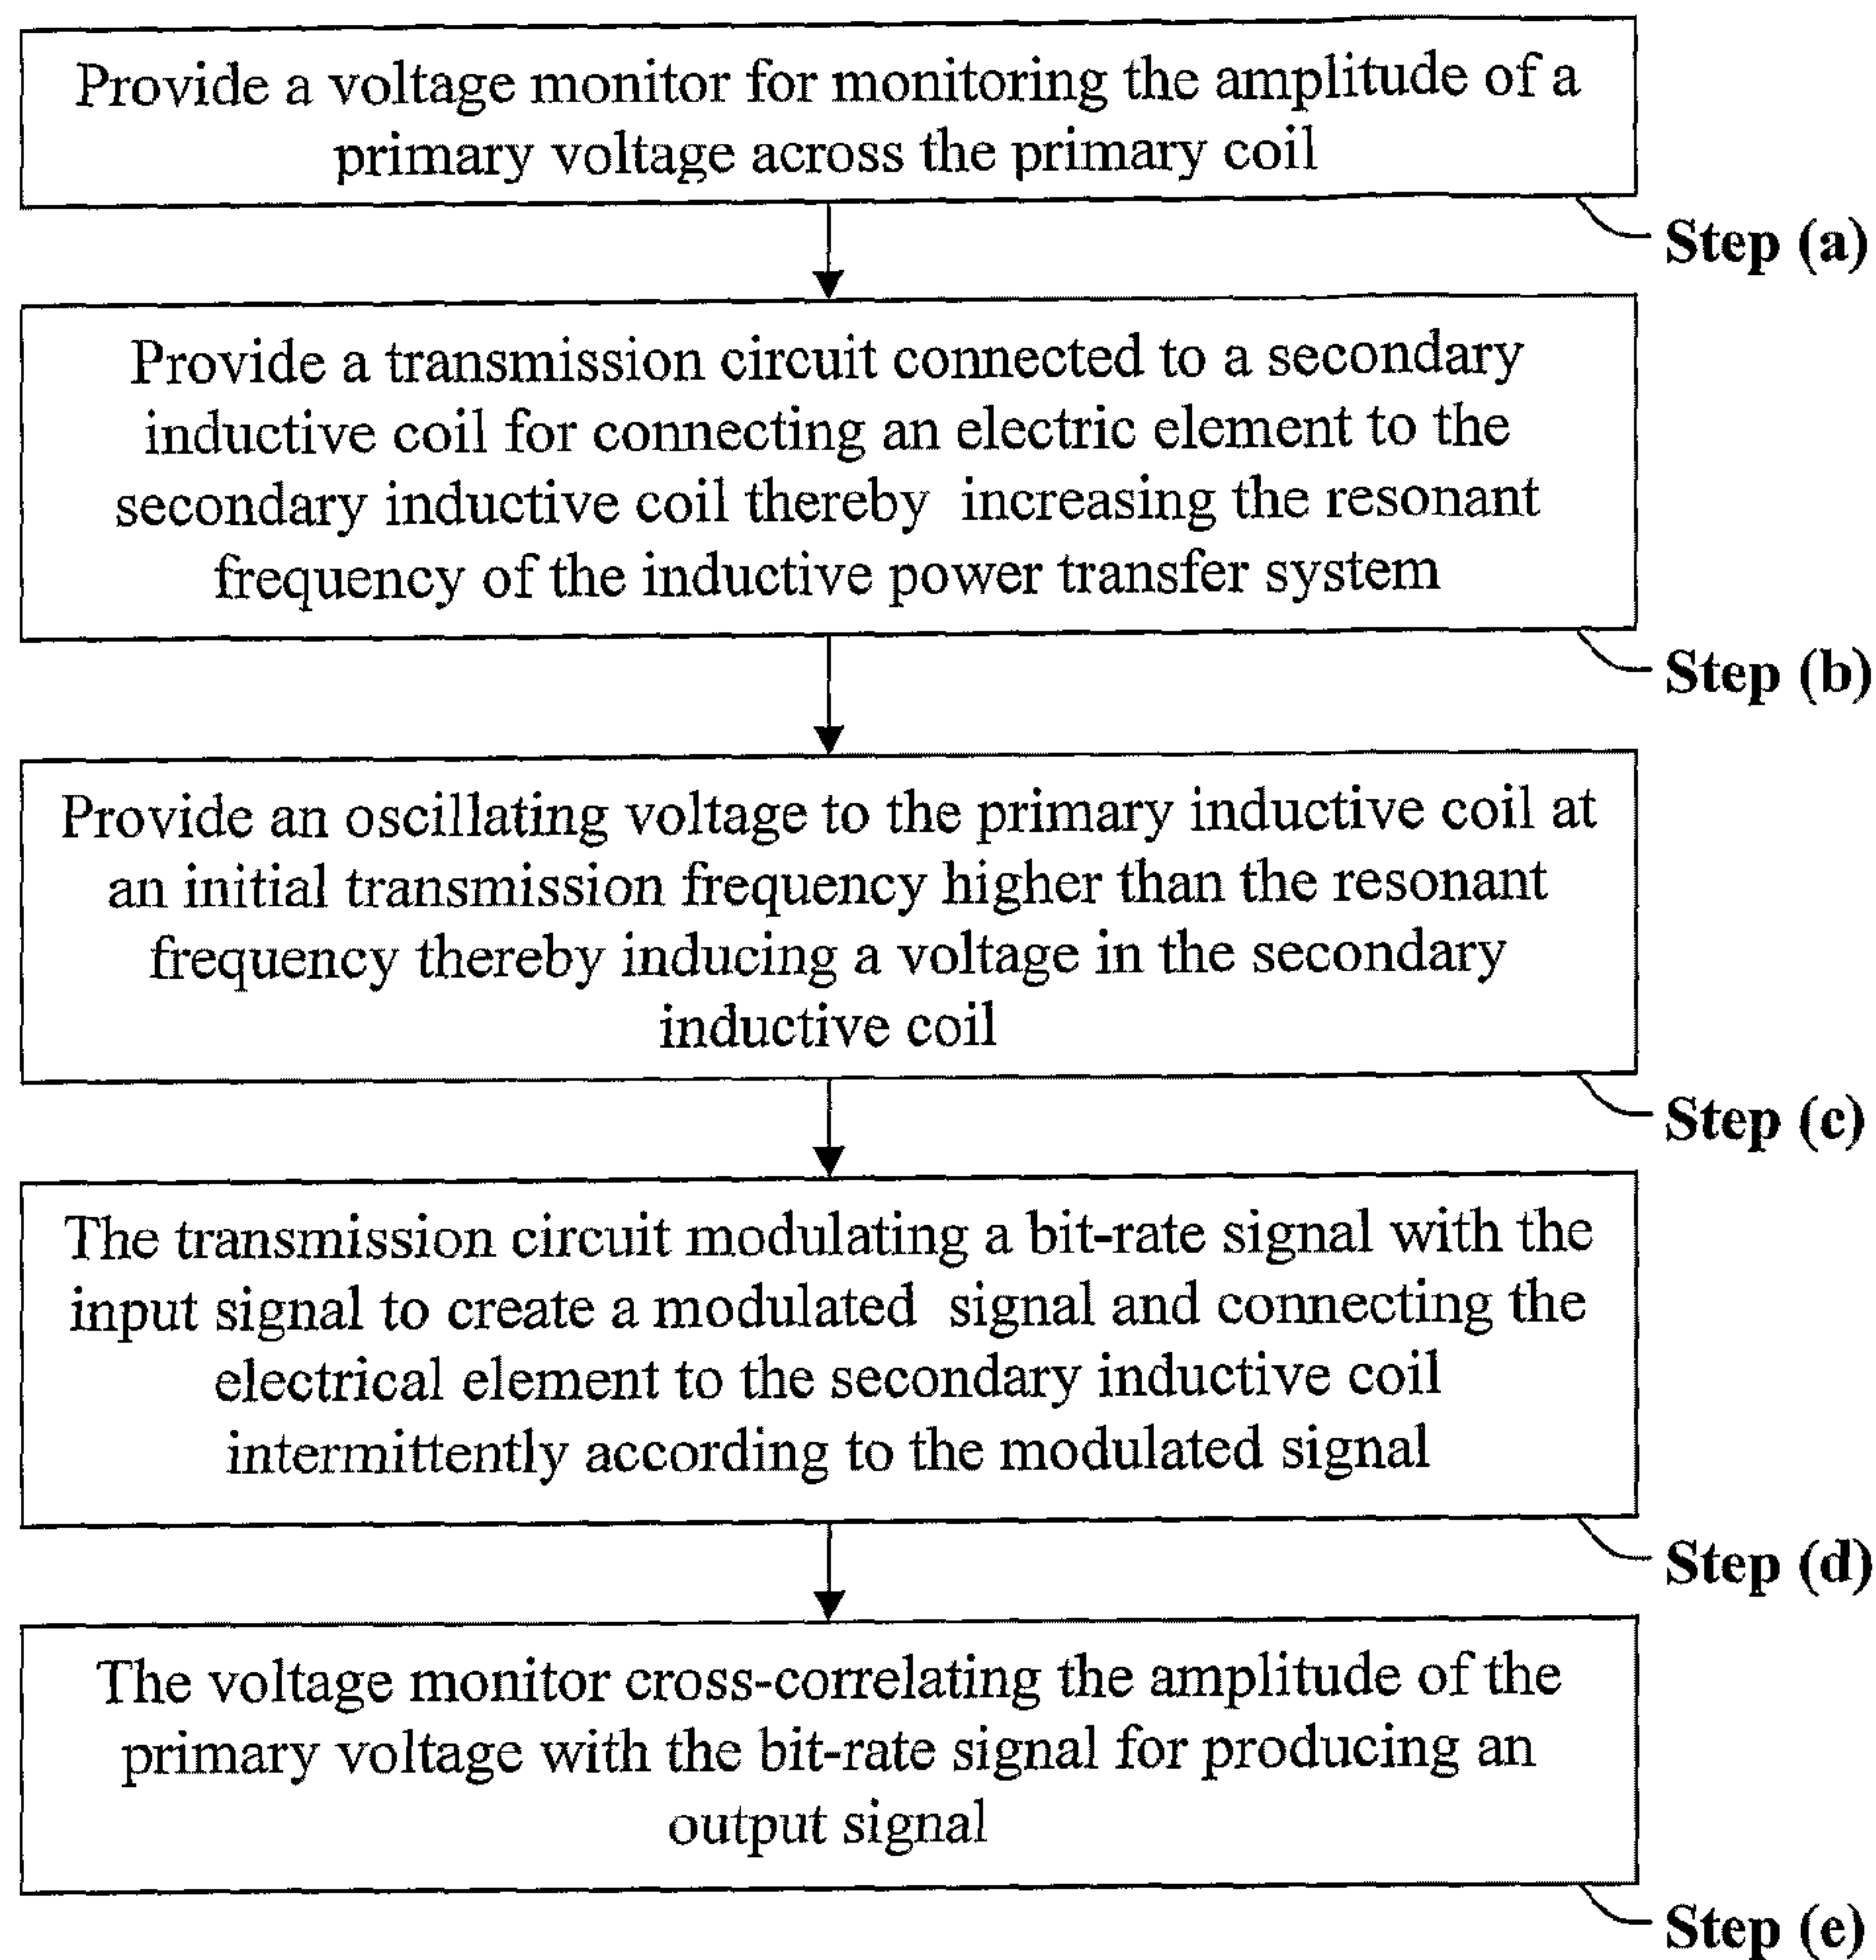 Provide a voltage monitor for monitoring the amplitude of a
primary voltage across the primary coil
Step (a)
Provide a transmission circuit connected to a secondary
inductive coil for connecting an electric element to the
secondary inductive coil thereby increasing the resonant
frequency of the inductive power transfer system
Step (b)
Provide an oscillating voltage to the primary inductive coil at
an initial transmission frequency higher than the resonant
frequency thereby inducing a voltage in the secondary
inductive coil
Step (c)
The transmission circuit modulating a bit-rate signal with the
input signal to create a modulated signal and connecting the
electrical element to the secondary inductive coil
intermittently according to the modulated signal
Step (d)
The voltage monitor cross-correlating the amplitude of the
primary voltage with the bit-rate signal for producing an
output signal
Step (e)